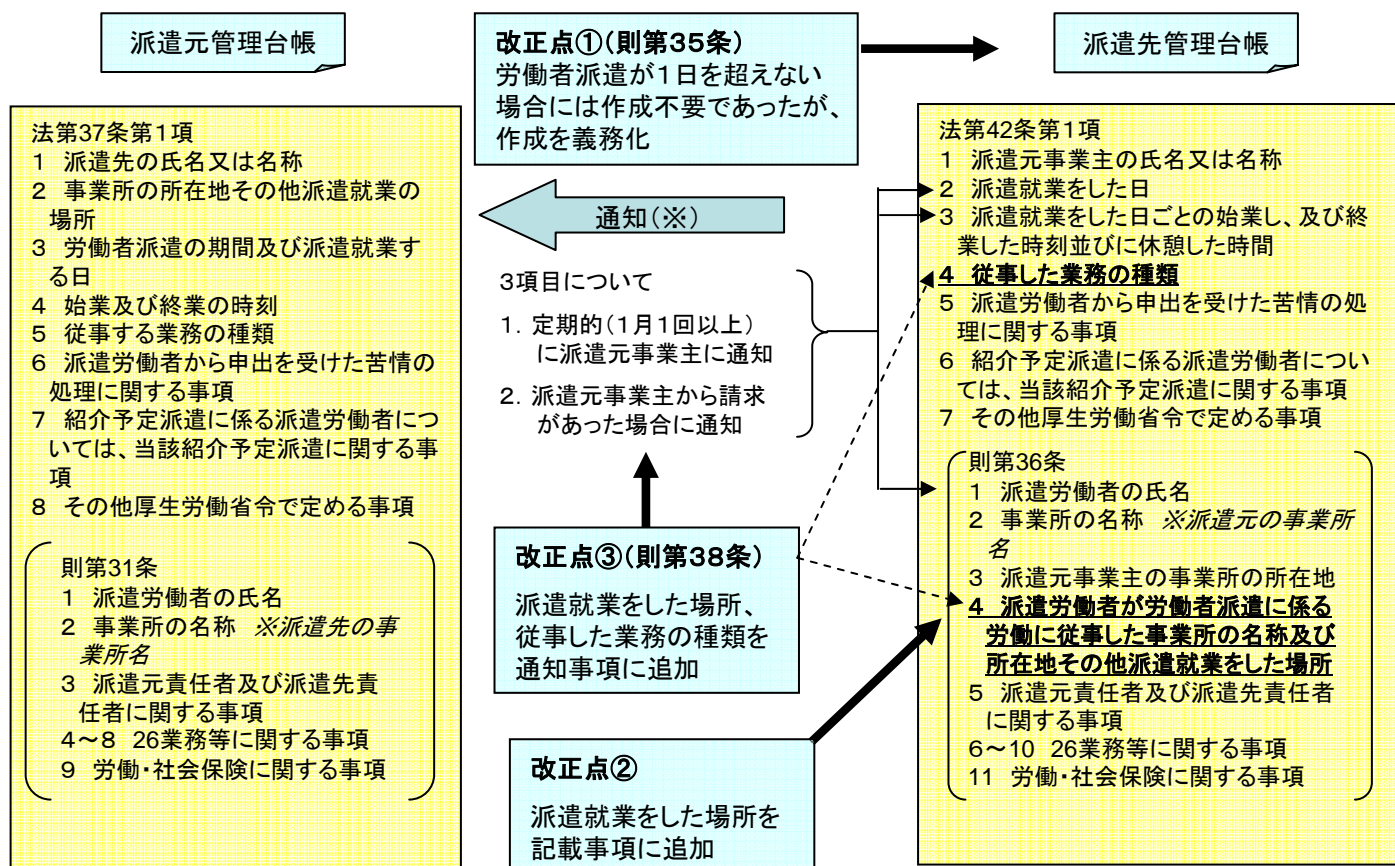 派遣元管理台帳
法第37条第1項
1 派遣先の氏名又は名称
2 事業所の所在地その他派遣就業の
場所
3 労働者派遣の期間及び派遣就業す
る日
4 始業及び終業の時刻
5 従事する業務の種類
6 派遣労働者から申出を受けた苦情の
処理に関する事項
7 紹介予定派遣に係る派遣労働者につ
いては、当該紹介予定派遣に関する事
項
8 その他厚生労働省令で定める事項
則第31条
1 派遣労働者の氏名
2 事業所の名称 ※派遣先の事
業所名
3 派遣元責任者及び派遣先責
任者に関する事項
4~8 26業務等に関する事項
9 労働・社会保険に関する事項
改正点①(則第35条)
労働者派遣が1日を超えない
場合には作成不要であったが、
作成を義務化
通知(※)
3項目について
1. 定期的(1月1回以上)
に派遣元事業主に通知
2. 派遣元事業主から請求
があった場合に通知
改正点③(則第38条)
派遣就業をした場所、
従事した業務の種類を
通知事項に追加
改正点②
派遣就業をした場所を
記載事項に追加
派遣先管理台帳
法第42条第1項
1 派遣元事業主の氏名又は名称
2 派遣就業をした日
3 派遣就業をした日ごとの始業し、及び終
業した時刻並びに休憩した時間
4 従事した業務の種類
5 派遣労働者から申出を受けた苦情の処
理に関する事項
6 紹介予定派遣に係る派遣労働者につい
ては、当該紹介予定派遣に関する事項
7 その他厚生労働省令で定める事項
則第36条
1 派遣労働者の氏名
2 事業所の名称 ※派遣元の事業所
名
3 派遣元事業主の事業所の所在地
4 派遣労働者が労働者派遣に係る
労働に従事した事業所の名称及び
所在地その他派遣就業をした場所
5 派遣元責任者及び派遣先責任者
に関する事項
6~10 26業務等に関する事項
11 労働・社会保険に関する事項